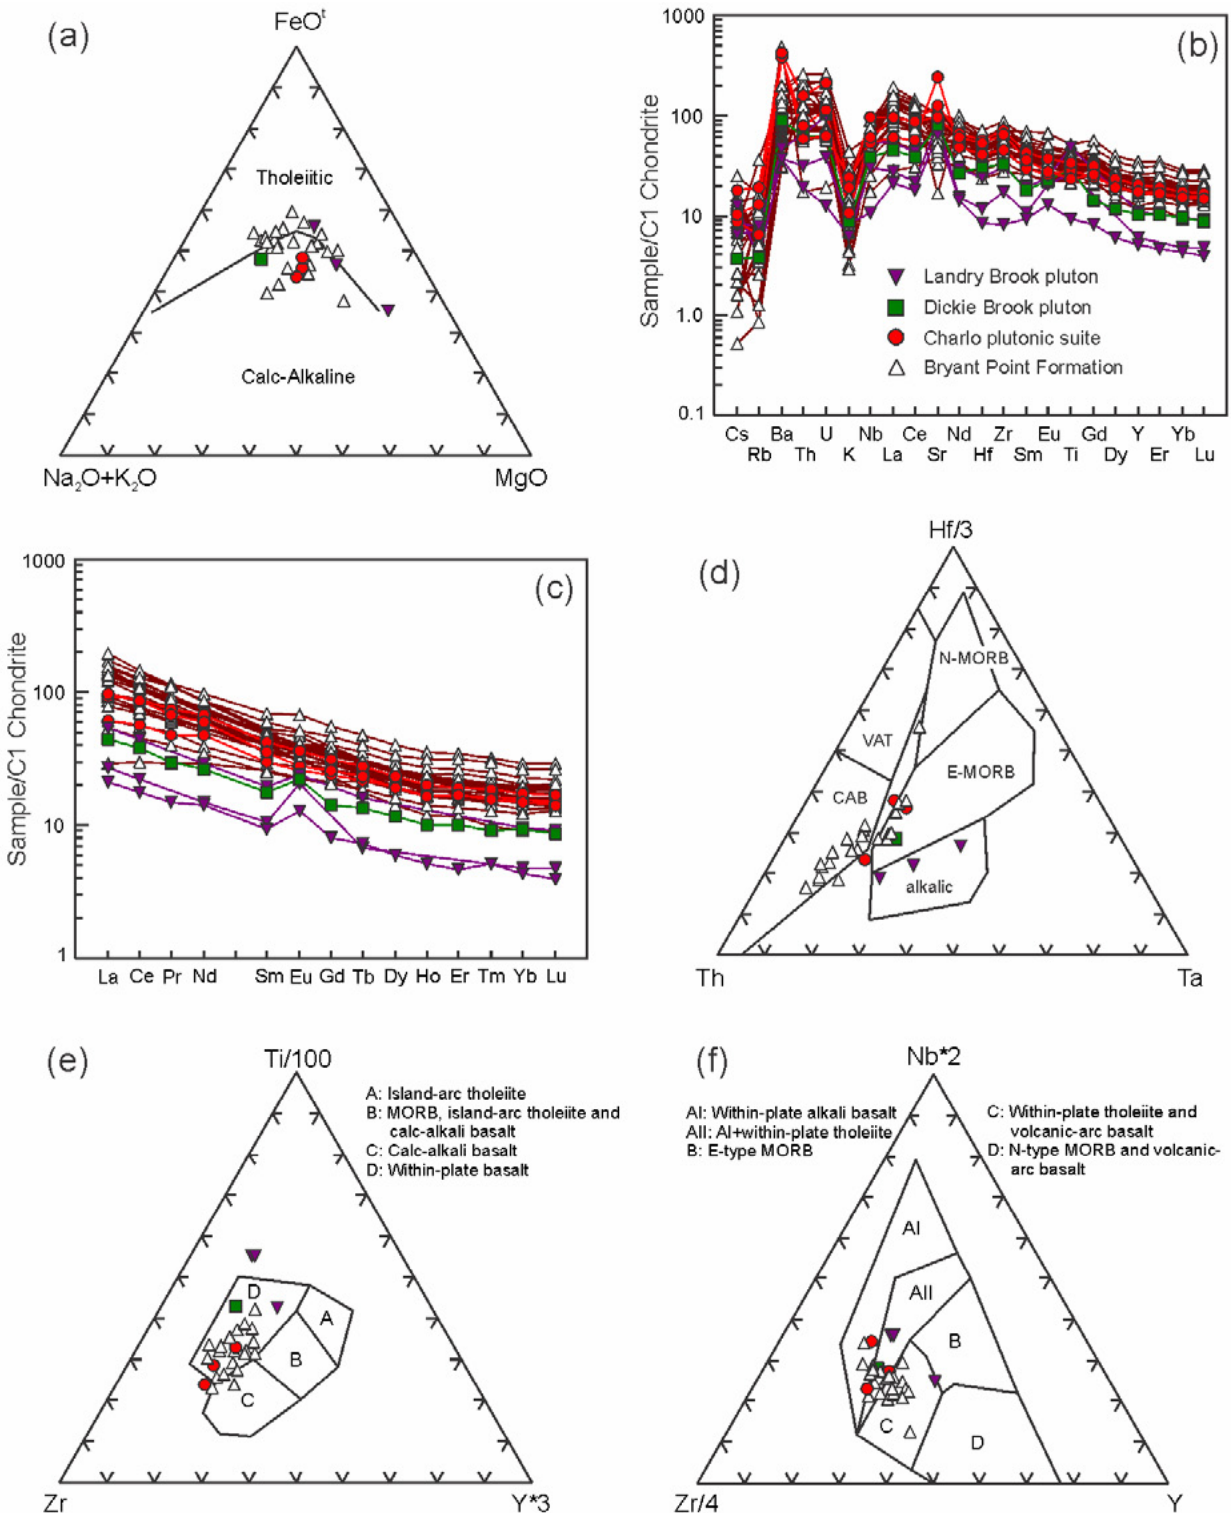 (a)
FeOᵗ
Tholeiitic
Calc-Alkaline
Na₂O+K₂O
MgO
(b)
Sample/C1 Chondrite
1000
100
10
1.0
0.1
Landry Brook pluton
Dickie Brook pluton
Charlo plutonic suite
Bryant Point Formation
Cs Ba U Nb Ce Nd Zr Eu Gd Y Yb
Rb Th K La Sr Hf Sm Ti Dy Er Lu
(c)
Sample/C1 Chondrite
1000
100
10
1
La Ce Pr Nd Sm Eu Gd Tb Dy Ho Er Tm Yb Lu
(d)
Hf/3
N-MORB
VAT
E-MORB
CAB
alkalic
Th
Ta
(e)
Ti/100
A: Island-arc tholeiite
B: MORB, island-arc tholeiite and
calc-alkali basalt
C: Calc-alkali basalt
D: Within-plate basalt
D
A
B
C
Zr
Y*3
(f)
Nb*2
AI: Within-plate alkali basalt
AII: AI+within-plate tholeiite
B: E-type MORB
C: Within-plate tholeiite and
volcanic-arc basalt
D: N-type MORB and volcanic-
arc basalt
AI
AII
B
C
D
Zr/4
Y